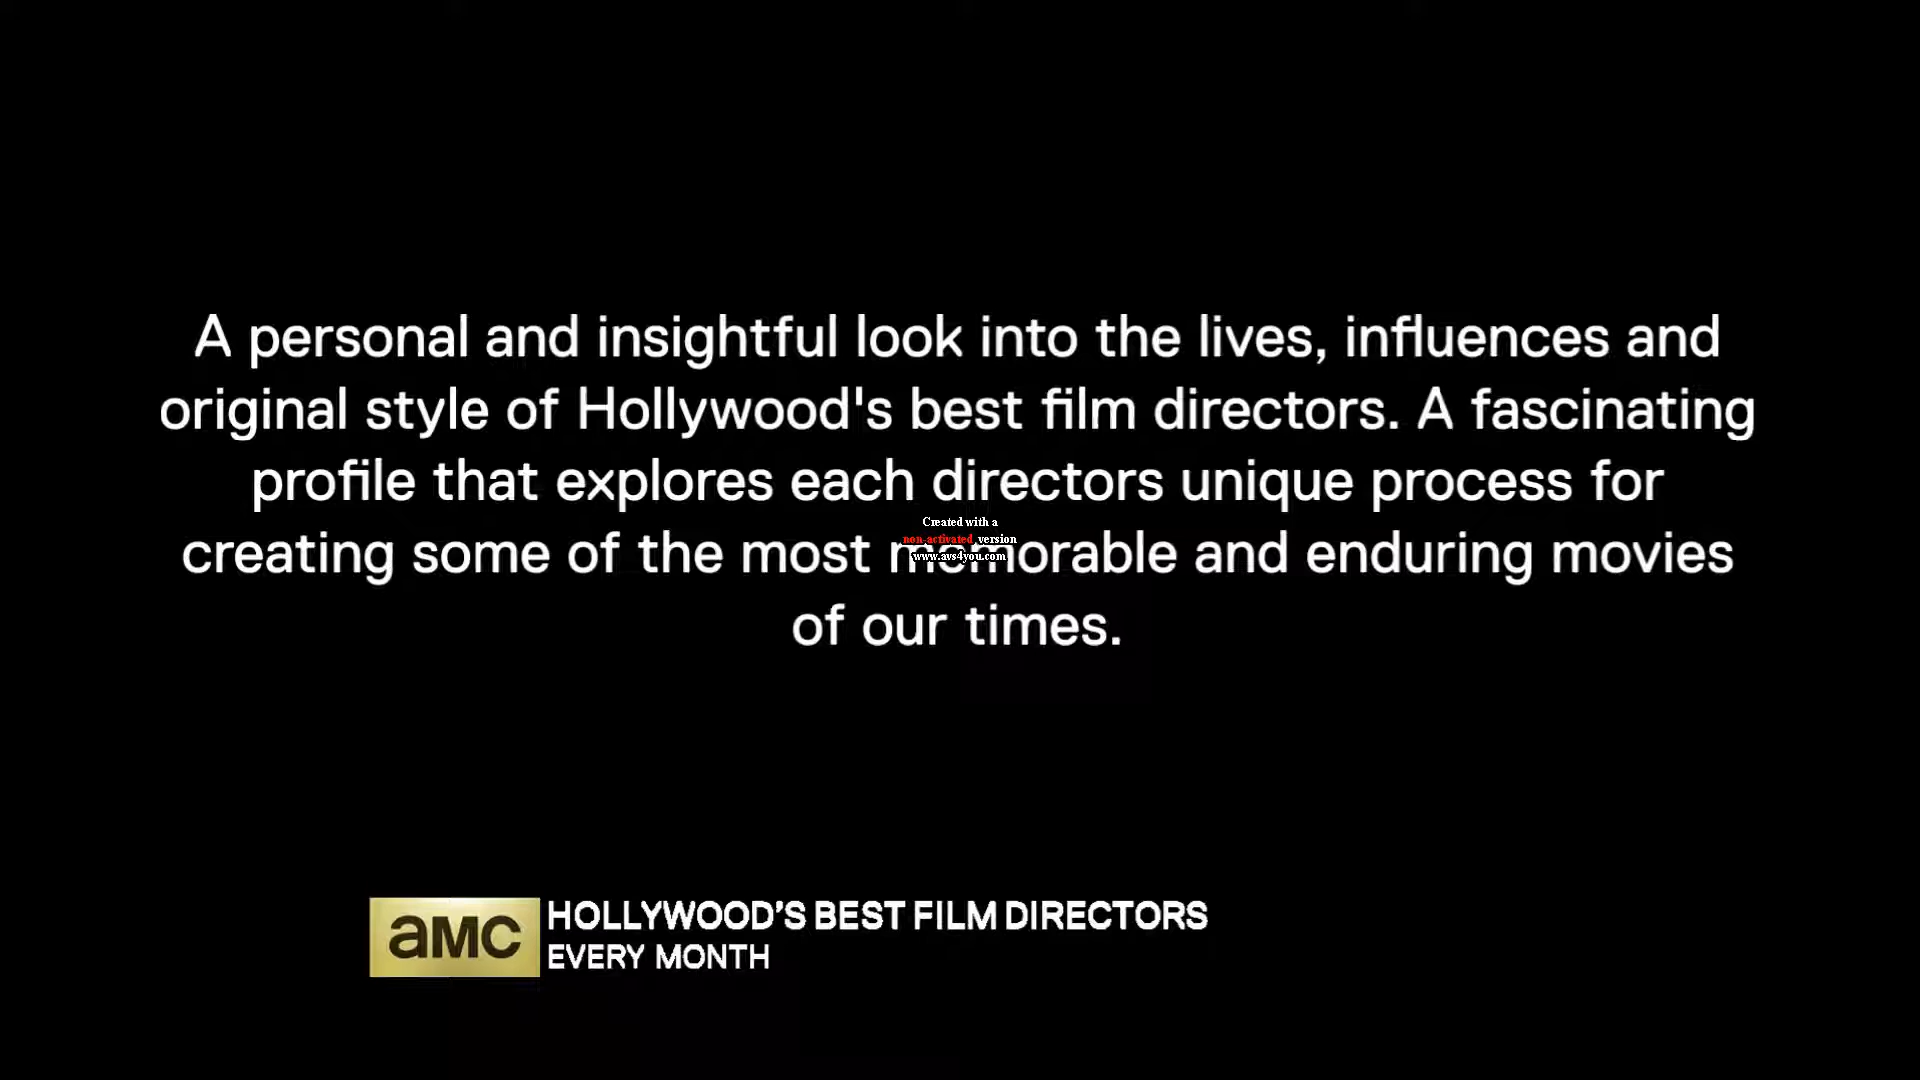 A personal and insightful look into the lives, influences and
original style of Hollywood's best film directors. A fascinating
profile that explores each directors unique process for
Created with a
non-activated version
creating some of the most memorable and enduring movies
www.avs4you.com
of our times.
aMC
HOLLYWOOD'S BEST FILM DIRECTORS
EVERY MONTH